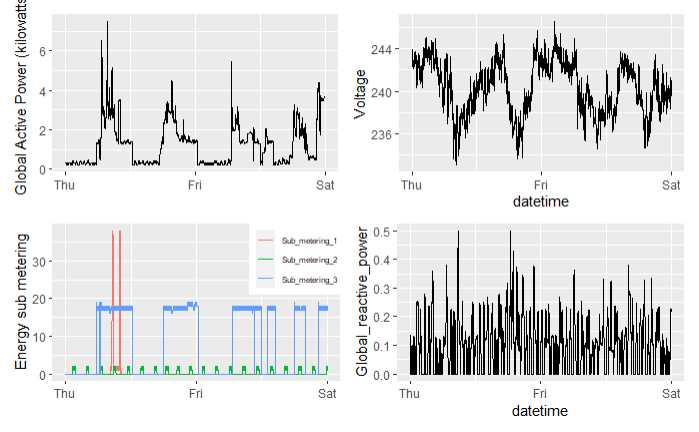 Global Active Power (kilowatts
6
4
2
0
Thu
Fri
Sat
Voltage
244
240
236
Thu
Fri
Sat
datetime
Energy sub metering
30
20
10
0
Thu
Fri
Sat
Sub_metering_1
Sub_metering_2
Sub_metering_3
Global_reactive_power
0.5
0.4
0.3
0.2
0.1
0.0
Thu
Fri
Sat
datetime